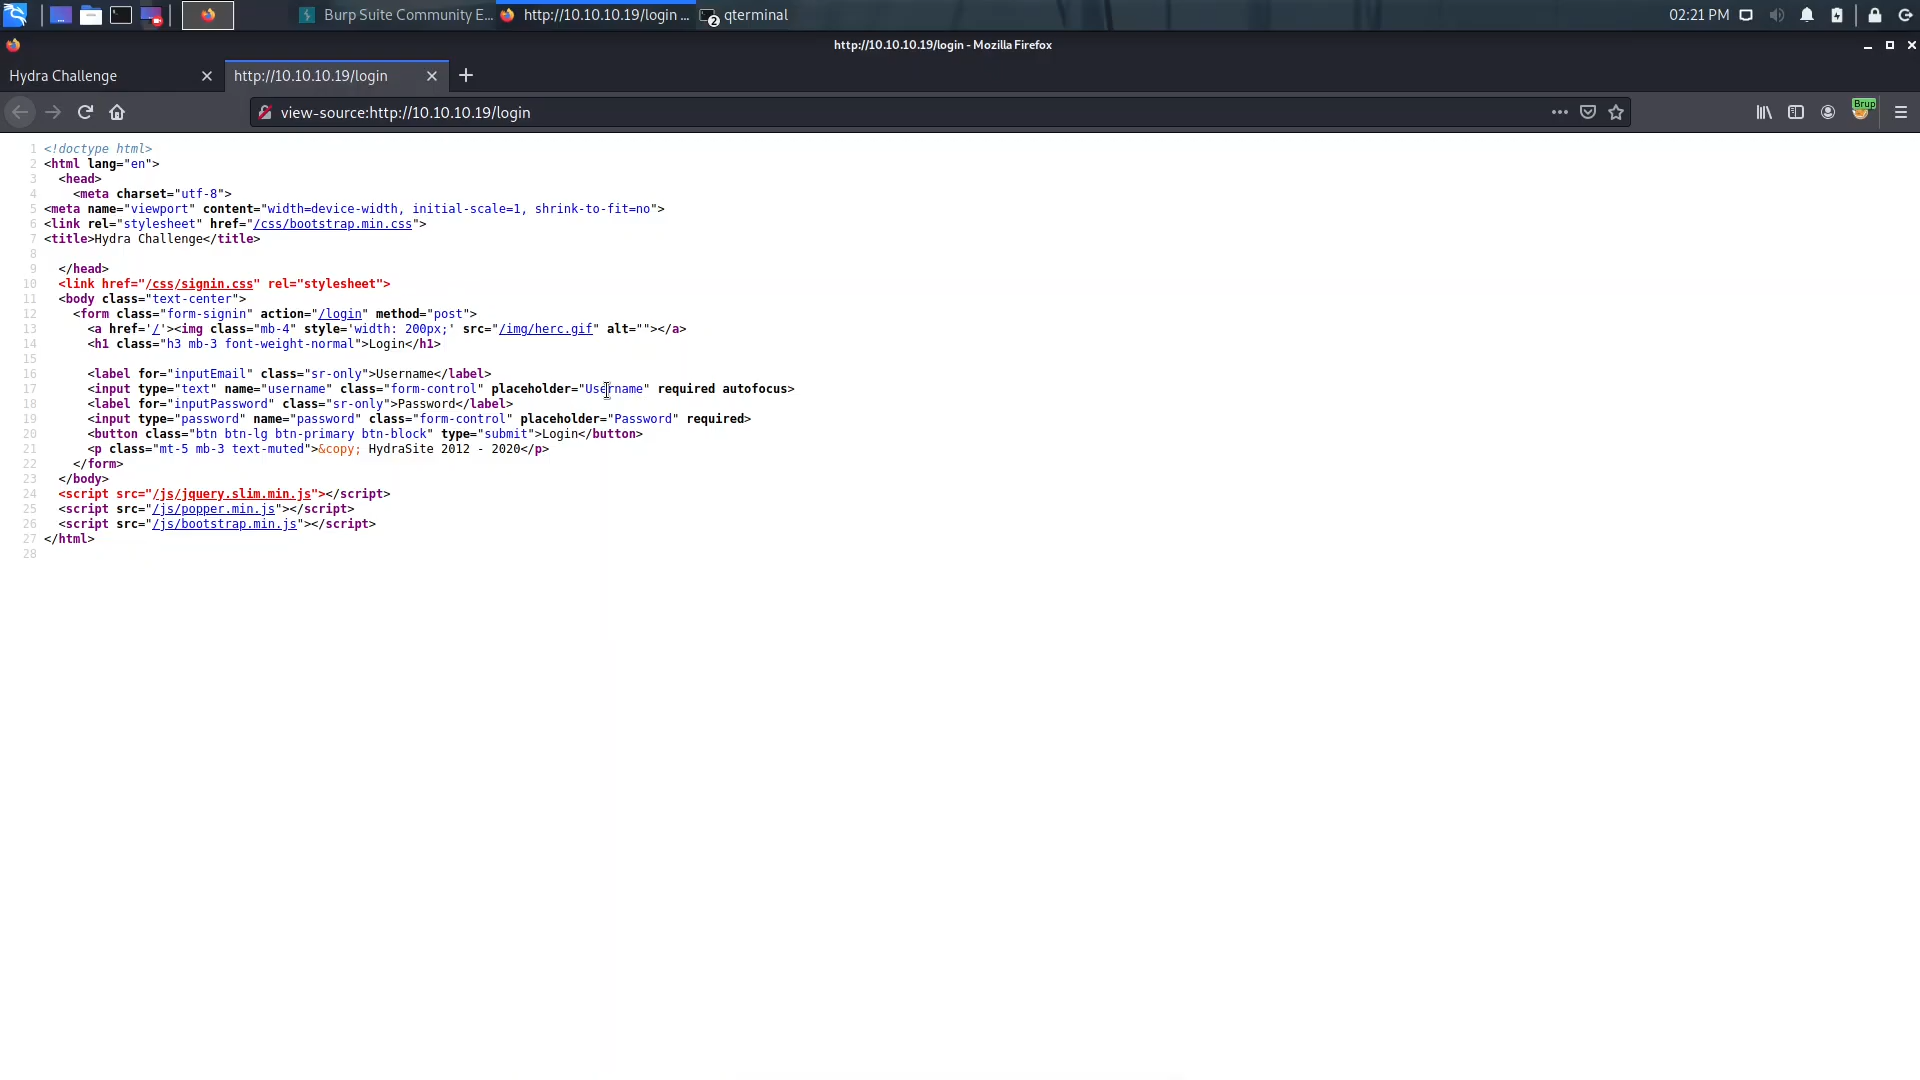 Burp Suite Community E... http://10.10.10.19/login ... 2 qterminal 02:21 PM
http://10.10.10.19/login - Mozilla Firefox
Hydra Challenge http://10.10.10.19/login
view-source:http://10.10.10.19/login Brup
1 <!doctype html>
2 <html lang="en">
3   <head>
4     <meta charset="utf-8">
5 <meta name="viewport" content="width=device-width, initial-scale=1, shrink-to-fit=no">
6 <link rel="stylesheet" href="/css/bootstrap.min.css">
7 <title>Hydra Challenge</title>
8
9   </head>
10   <link href="/css/signin.css" rel="stylesheet">
11   <body class="text-center">
12     <form class="form-signin" action="/login" method="post">
13       <a href='/'><img class="mb-4" style='width: 200px;' src="/img/herc.gif" alt=""></a>
14       <h1 class="h3 mb-3 font-weight-normal">Login</h1>
15
16       <label for="inputEmail" class="sr-only">Username</label>
17       <input type="text" name="username" class="form-control" placeholder="Username" required autofocus>
18       <label for="inputPassword" class="sr-only">Password</label>
19       <input type="password" name="password" class="form-control" placeholder="Password" required>
20       <button class="btn btn-lg btn-primary btn-block" type="submit">Login</button>
21       <p class="mt-5 mb-3 text-muted">&copy; HydraSite 2012 - 2020</p>
22     </form>
23   </body>
24   <script src="/js/jquery.slim.min.js"></script>
25   <script src="/js/popper.min.js"></script>
26   <script src="/js/bootstrap.min.js"></script>
27 </html>
28